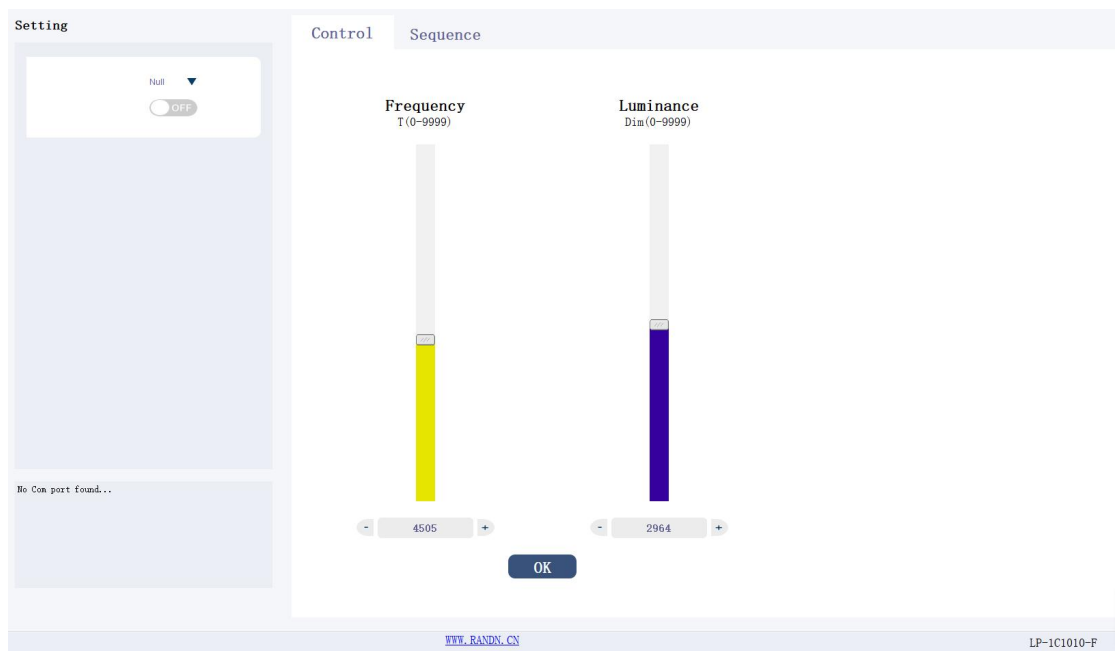 Setting
Control Sequence
Null
OFF
Frequency Luminance
T(0-9999) Dim(0-9999)
No Com port found...
- 4505 + - 2964 +
OK
WWW.RANDN.CN LP-1C1010-F